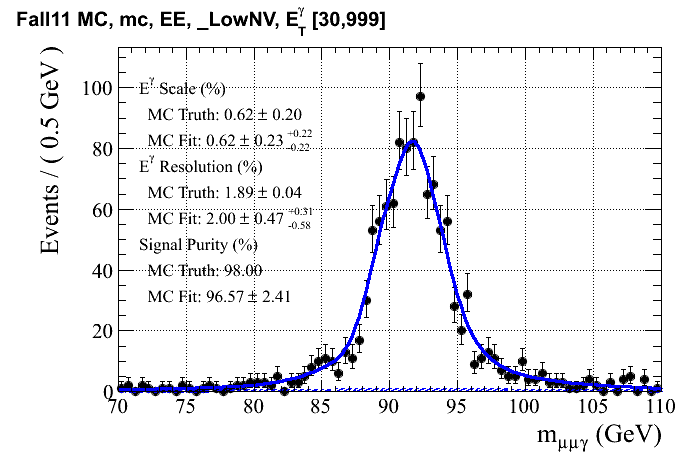 Fall11 MC, mc, EE, _LowNV, E_T^γ [30,999]
Events / ( 0.5 GeV )
100
80
60
40
20
0
E^γ Scale (%)
MC Truth: 0.62 ± 0.20
MC Fit: 0.62 ± 0.23 +0.22 -0.22
E^γ Resolution (%)
MC Truth: 1.89 ± 0.04
MC Fit: 2.00 ± 0.47 +0.31 -0.58
Signal Purity (%)
MC Truth: 98.00
MC Fit: 96.57 ± 2.41
70 75 80 85 90 95 100 105 110
m_μμγ (GeV)